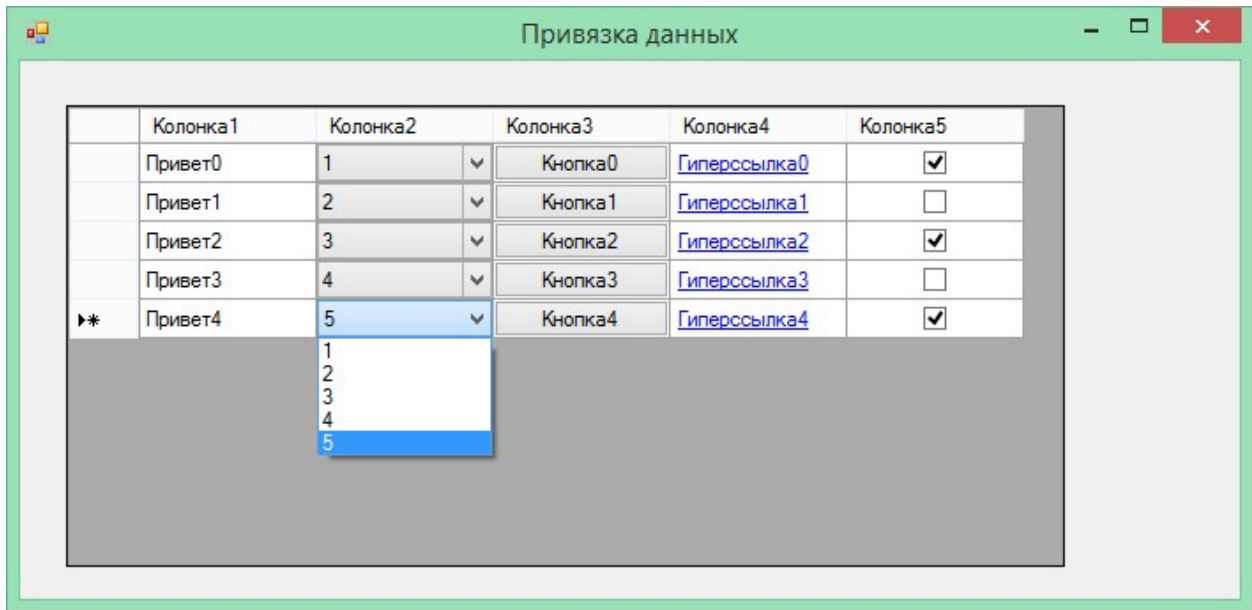 Привязка данных
Колонка1 Колонка2 Колонка3 Колонка4 Колонка5
Привет0 1 Кнопка0 Гиперссылка0
Привет1 2 Кнопка1 Гиперссылка1
Привет2 3 Кнопка2 Гиперссылка2
Привет3 4 Кнопка3 Гиперссылка3
Привет4 5 Кнопка4 Гиперссылка4
1
2
3
4
5